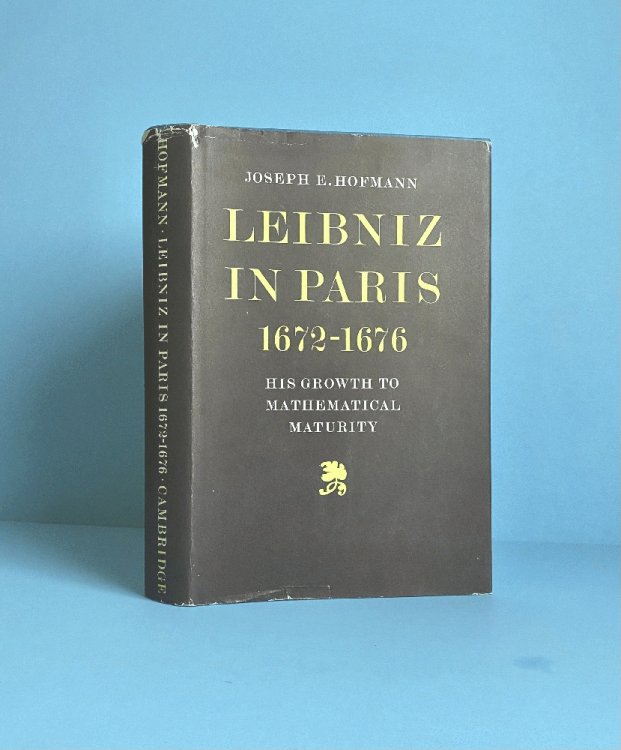 HOFMANN · LEIBNIZ IN PARIS 1672-1676 · CAMBRIDGE
JOSEPH E. HOFMANN
LEIBNIZ
IN PARIS
1672-1676
HIS GROWTH TO
MATHEMATICAL
MATURITY